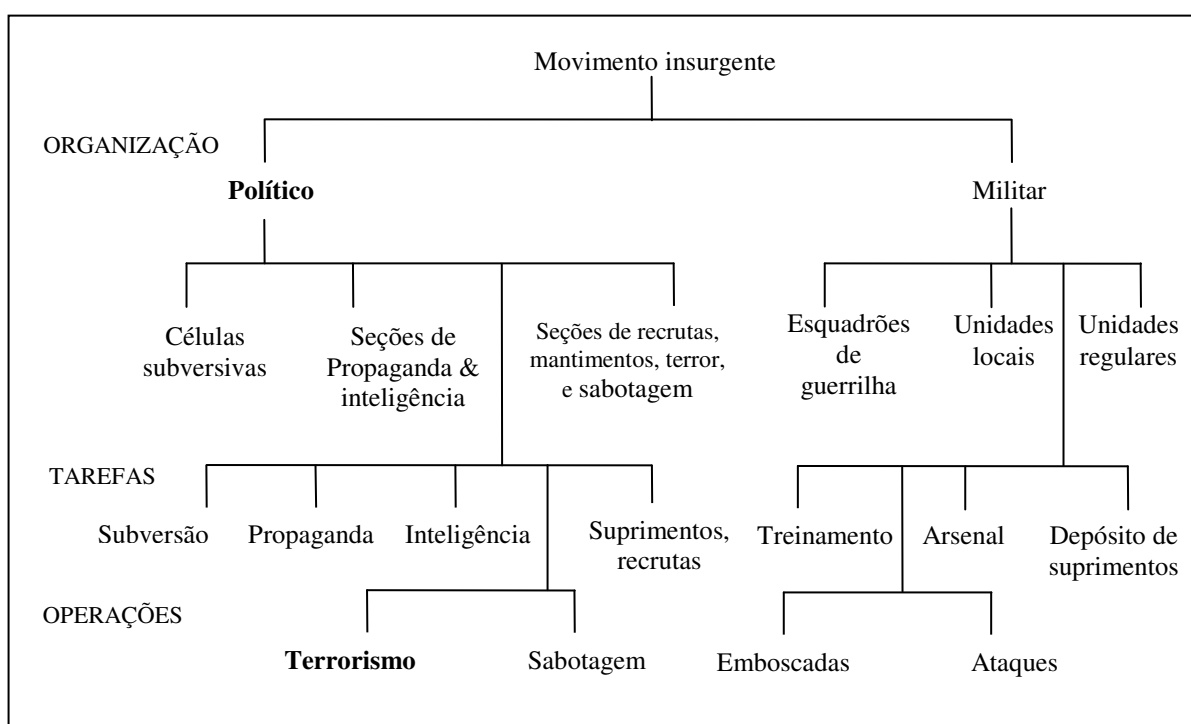 Movimento insurgente
ORGANIZAÇÃO
Político
Militar
Células
subversivas
Seções de
Propaganda &
inteligência
Seções de recrutas,
mantimentos, terror,
e sabotagem
Esquadrões
de
guerrilha
Unidades
locais
Unidades
regulares
TAREFAS
Subversão
Propaganda
Inteligência
Suprimentos,
recrutas
Treinamento
Arsenal
Depósito de
suprimentos
OPERAÇÕES
Terrorismo
Sabotagem
Emboscadas
Ataques